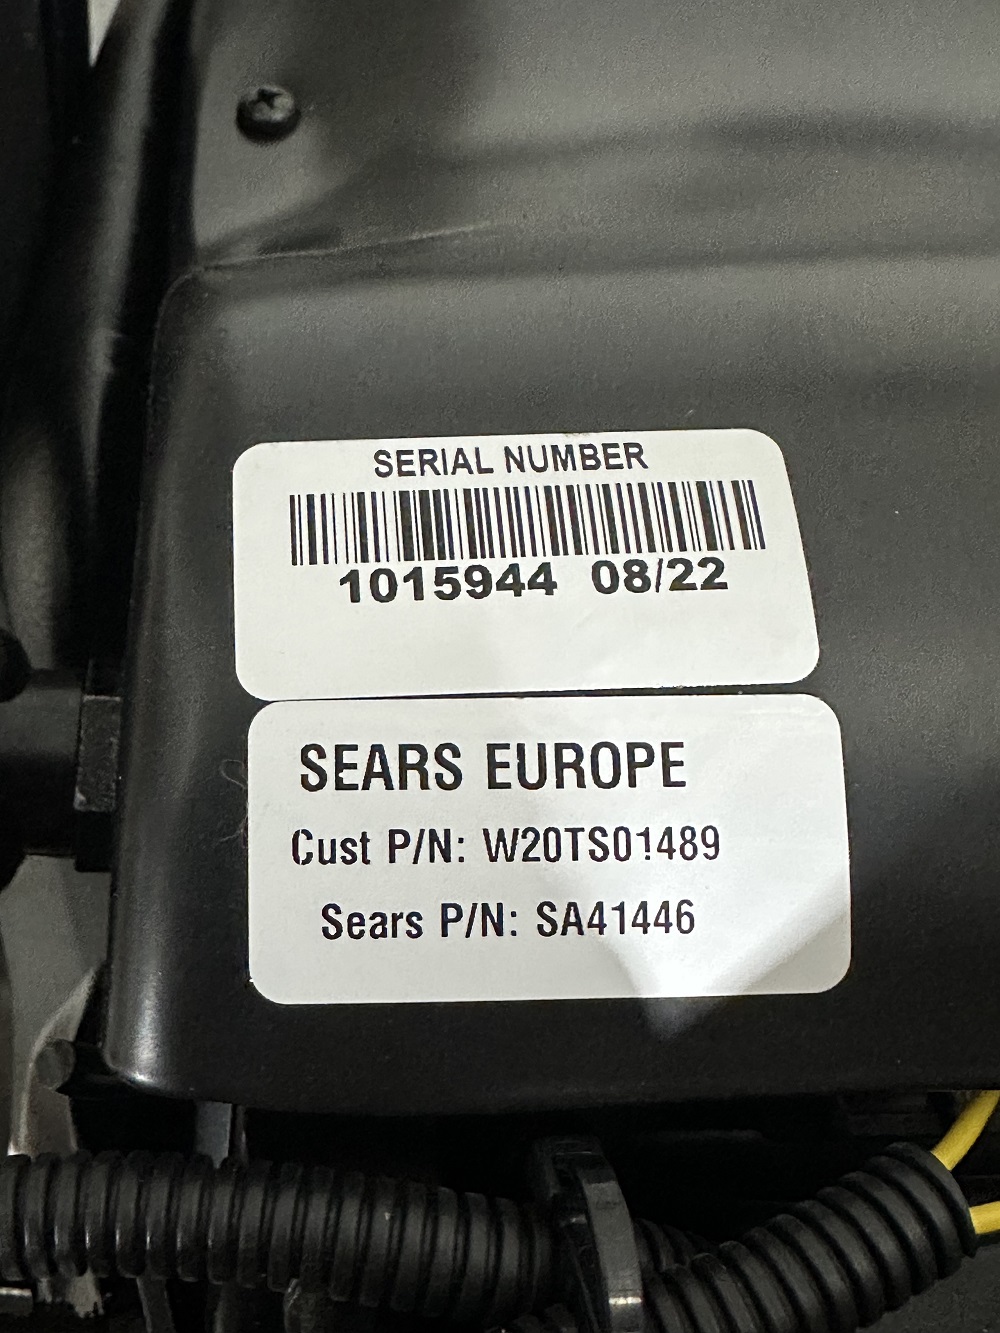 SERIAL NUMBER
1015944 08/22
SEARS EUROPE
Cust P/N: W20TS01489
Sears P/N: SA41446